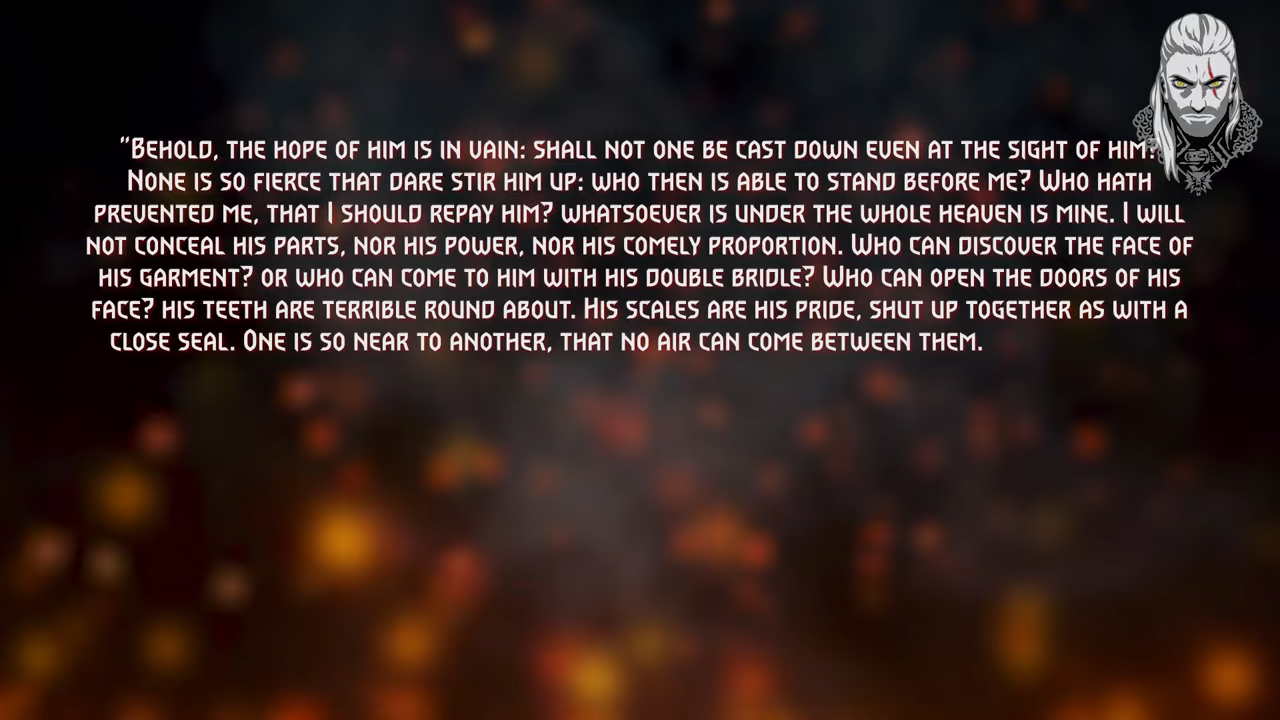 "Behold, the hope of him is in vain: shall not one be cast down even at the sight of him?
None is so fierce that dare stir him up: who then is able to stand before me? Who hath
prevented me, that I should repay him? whatsoever is under the whole heaven is mine. I will
not conceal his parts, nor his power, nor his comely proportion. Who can discover the face of
his garment? or who can come to him with his double bridle? Who can open the doors of his
face? his teeth are terrible round about. His scales are his pride, shut up together as with a
close seal. One is so near to another, that no air can come between them.